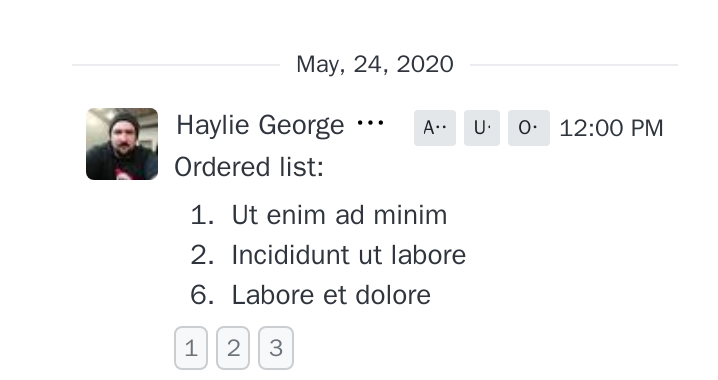 May, 24, 2020
Haylie George ··· A·· U· O· 12:00 PM
Ordered list:
1. Ut enim ad minim
2. Incididunt ut labore
6. Labore et dolore
1 2 3